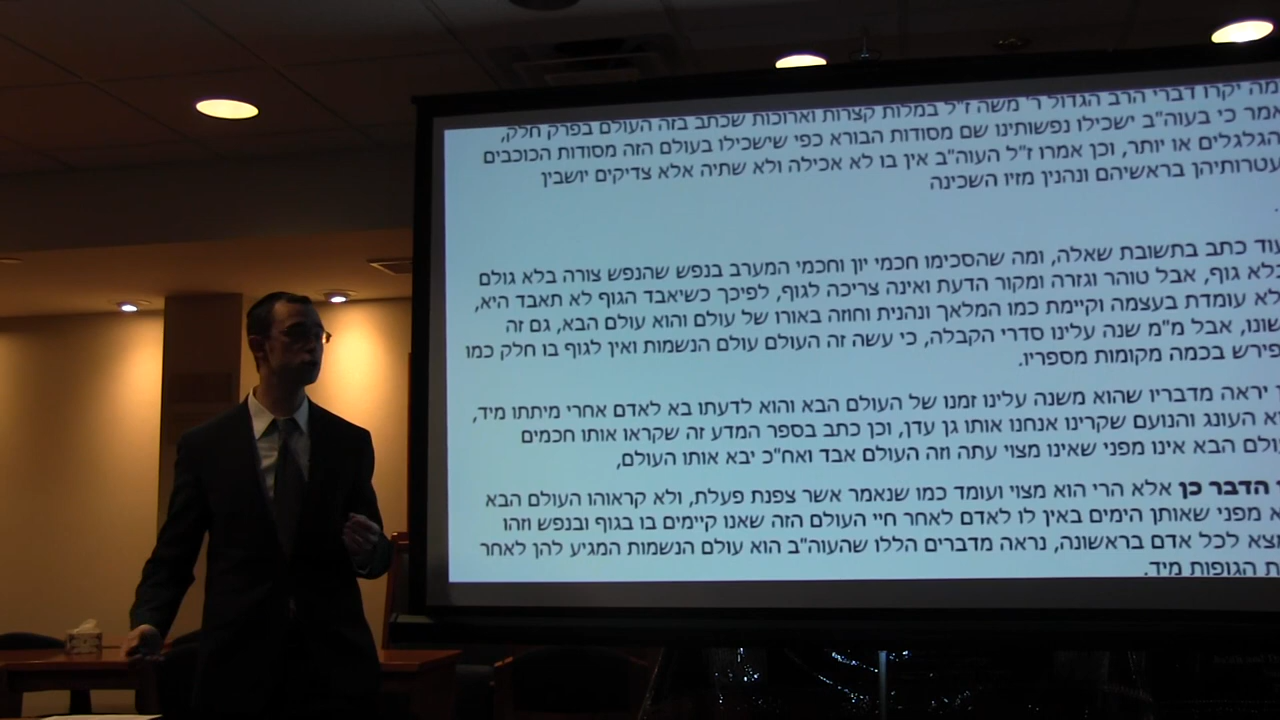 מה יקרו דברי הרב הגדול ר' משה ז"ל במלות קצרות וארוכות שכתב בזה העולם בפרק חלק,
אמר כי בעוה"ב ישכילו נפשותינו שם מסודות הבורא כפי שישכילו בעולם הזה מסודות הכוכבים
הגלגלים או יותר, וכן אמרו ז"ל העוה"ב אין בו לא אכילה ולא שתיה אלא צדיקים יושבין
עטרותיהן בראשיהם ונהנין מזיו השכינה
.
עוד כתב בתשובת שאלה, ומה שהסכימו חכמי יון וחכמי המערב בנפש שהנפש צורה בלא גולם
בלא גוף, אבל טוהר וגזרה ומקור הדעת ואינה צריכה לגוף, לפיכך כשיאבד הגוף לא תאבד היא,
לא עומדת בעצמה וקיימת כמו המלאך ונהנית וחוזה באורו של עולם והוא עולם הבא,
אבל מ"מ שנה עלינו סדרי הקבלה, כי עשה זה העולם עולם הנשמות ואין לגוף בו חלק כמו
פירש בכמה מקומות מספריו.
יראה מדבריו שהוא משנה עלינו זמנו של העולם הבא והוא לדעתו בא לאדם אחרי מיתתו מיד,
העונג והנועם שקרינו אנחנו אותו גן עדן, וכן כתב בספר המדע זה שקראו אותו חכמים
הבא אינו מפני שאינו מצוי עתה וזה העולם אבד ואח"כ יבא אותו העולם,
הדבר כן אלא הרי הוא מצוי ועומד כמו שנאמר אשר צפנת פעלת, ולא קראוהו העולם הבא
מפני שאותן הימים באין לו לאדם לאחר חיי העולם הזה שאנו קיימים בו בגוף ובנפש וזהו
לכל אדם בראשונה, נראה מדברים הללו שהעוה"ב הוא עולם הנשמות המגיע להן לאחר
הגופות מיד.